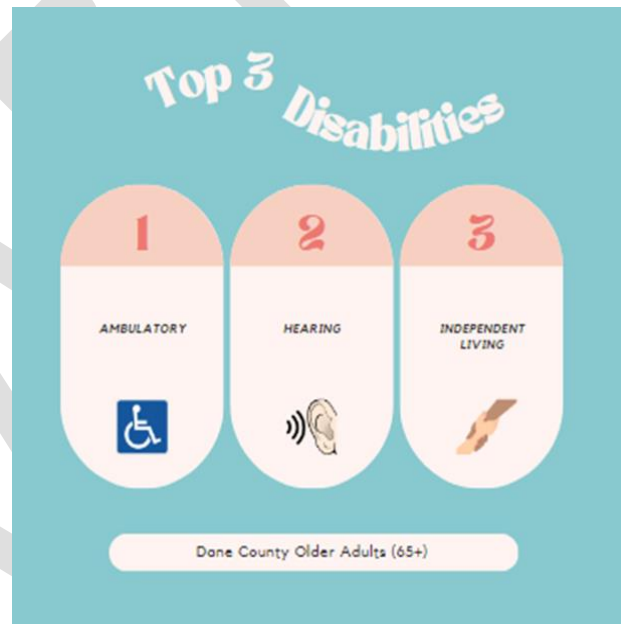 Top 3
Disabilities
1
2
3
AMBULATORY
HEARING
INDEPENDENT
LIVING
Dane County Older Adults (65+)